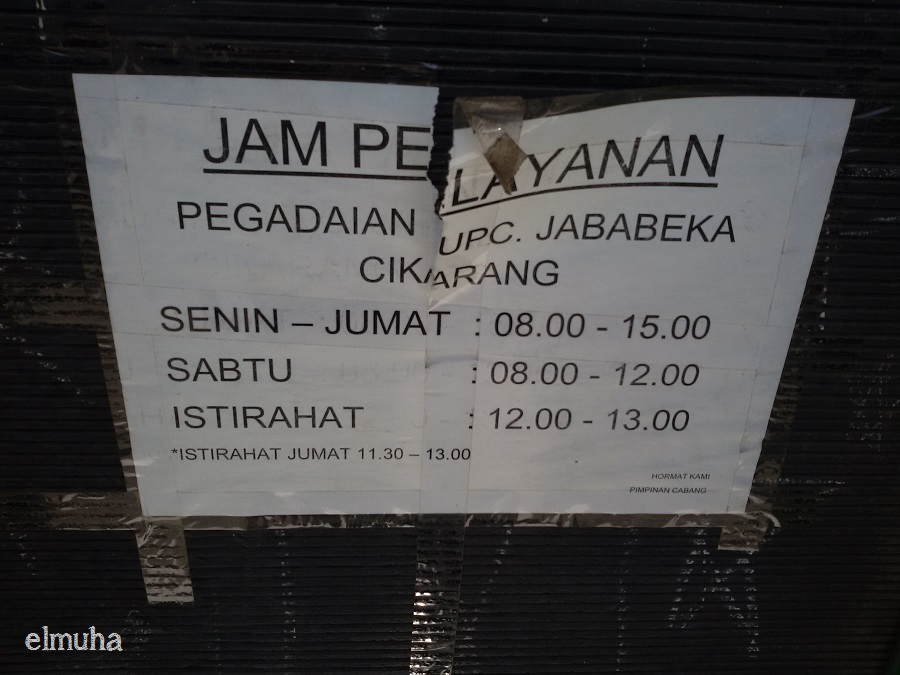 JAM PELAYANAN
PEGADAIAN UPC. JABABEKA
CIKARANG
SENIN – JUMAT : 08.00 - 15.00
SABTU : 08.00 - 12.00
ISTIRAHAT : 12.00 - 13.00
*ISTIRAHAT JUMAT 11.30 – 13.00
HORMAT KAMI
PIMPINAN CABANG
elmuha